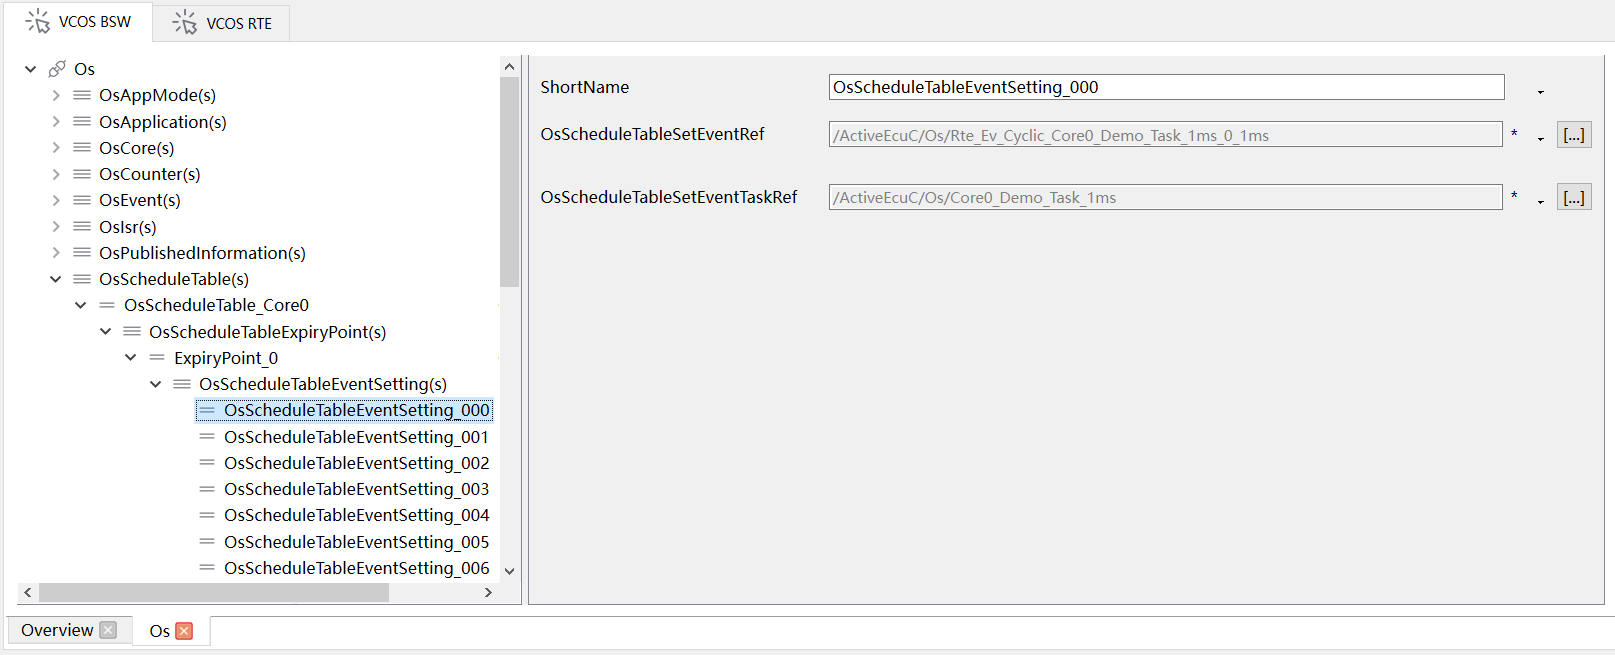 VCOS BSW
VCOS RTE
Os
OsAppMode(s)
OsApplication(s)
OsCore(s)
OsCounter(s)
OsEvent(s)
OsIsr(s)
OsPublishedInformation(s)
OsScheduleTable(s)
OsScheduleTable_Core0
OsScheduleTableExpiryPoint(s)
ExpiryPoint_0
OsScheduleTableEventSetting(s)
OsScheduleTableEventSetting_000
OsScheduleTableEventSetting_001
OsScheduleTableEventSetting_002
OsScheduleTableEventSetting_003
OsScheduleTableEventSetting_004
OsScheduleTableEventSetting_005
OsScheduleTableEventSetting_006
ShortName OsScheduleTableEventSetting_000
OsScheduleTableSetEventRef /ActiveEcuC/Os/Rte_Ev_Cyclic_Core0_Demo_Task_1ms_0_1ms * [...]
OsScheduleTableSetEventTaskRef /ActiveEcuC/Os/Core0_Demo_Task_1ms * [...]
Overview
Os